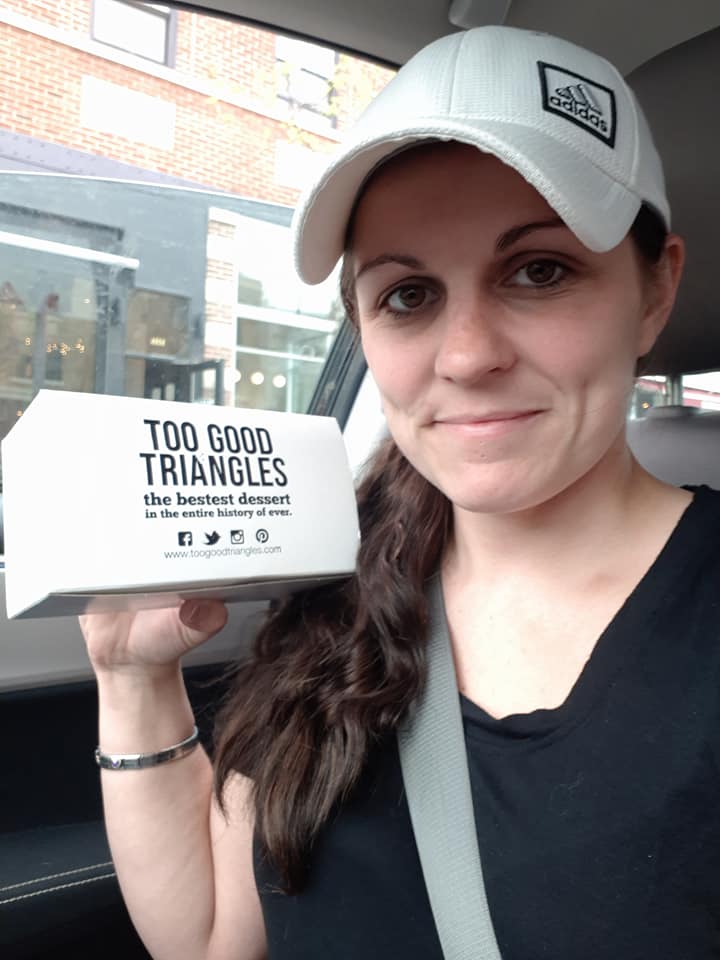 adidas
TOO GOOD
TRIANGLES
the bestest dessert
in the entire history of ever.
www.toogoodtriangles.com